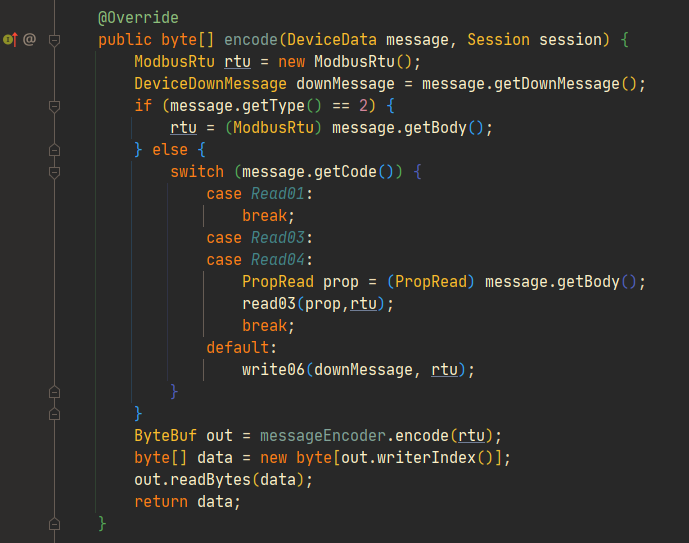 @Override
public byte[] encode(DeviceData message, Session session) {
    ModbusRtu rtu = new ModbusRtu();
    DeviceDownMessage downMessage = message.getDownMessage();
    if (message.getType() == 2) {
        rtu = (ModbusRtu) message.getBody();
    } else {
        switch (message.getCode()) {
            case Read01:
                break;
            case Read03:
            case Read04:
                PropRead prop = (PropRead) message.getBody();
                read03(prop,rtu);
                break;
            default:
                write06(downMessage, rtu);
        }
    }
    ByteBuf out = messageEncoder.encode(rtu);
    byte[] data = new byte[out.writerIndex()];
    out.readBytes(data);
    return data;
}